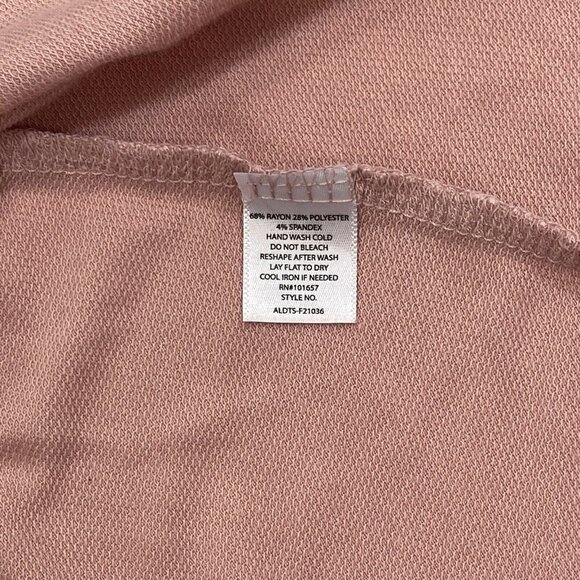 68% RAYON 28% POLYESTER
4% SPANDEX
HAND WASH COLD
DO NOT BLEACH
RESHAPE AFTER WASH
LAY FLAT TO DRY
COOL IRON IF NEEDED
RN#101657
STYLE NO.
ALDTS-F21036